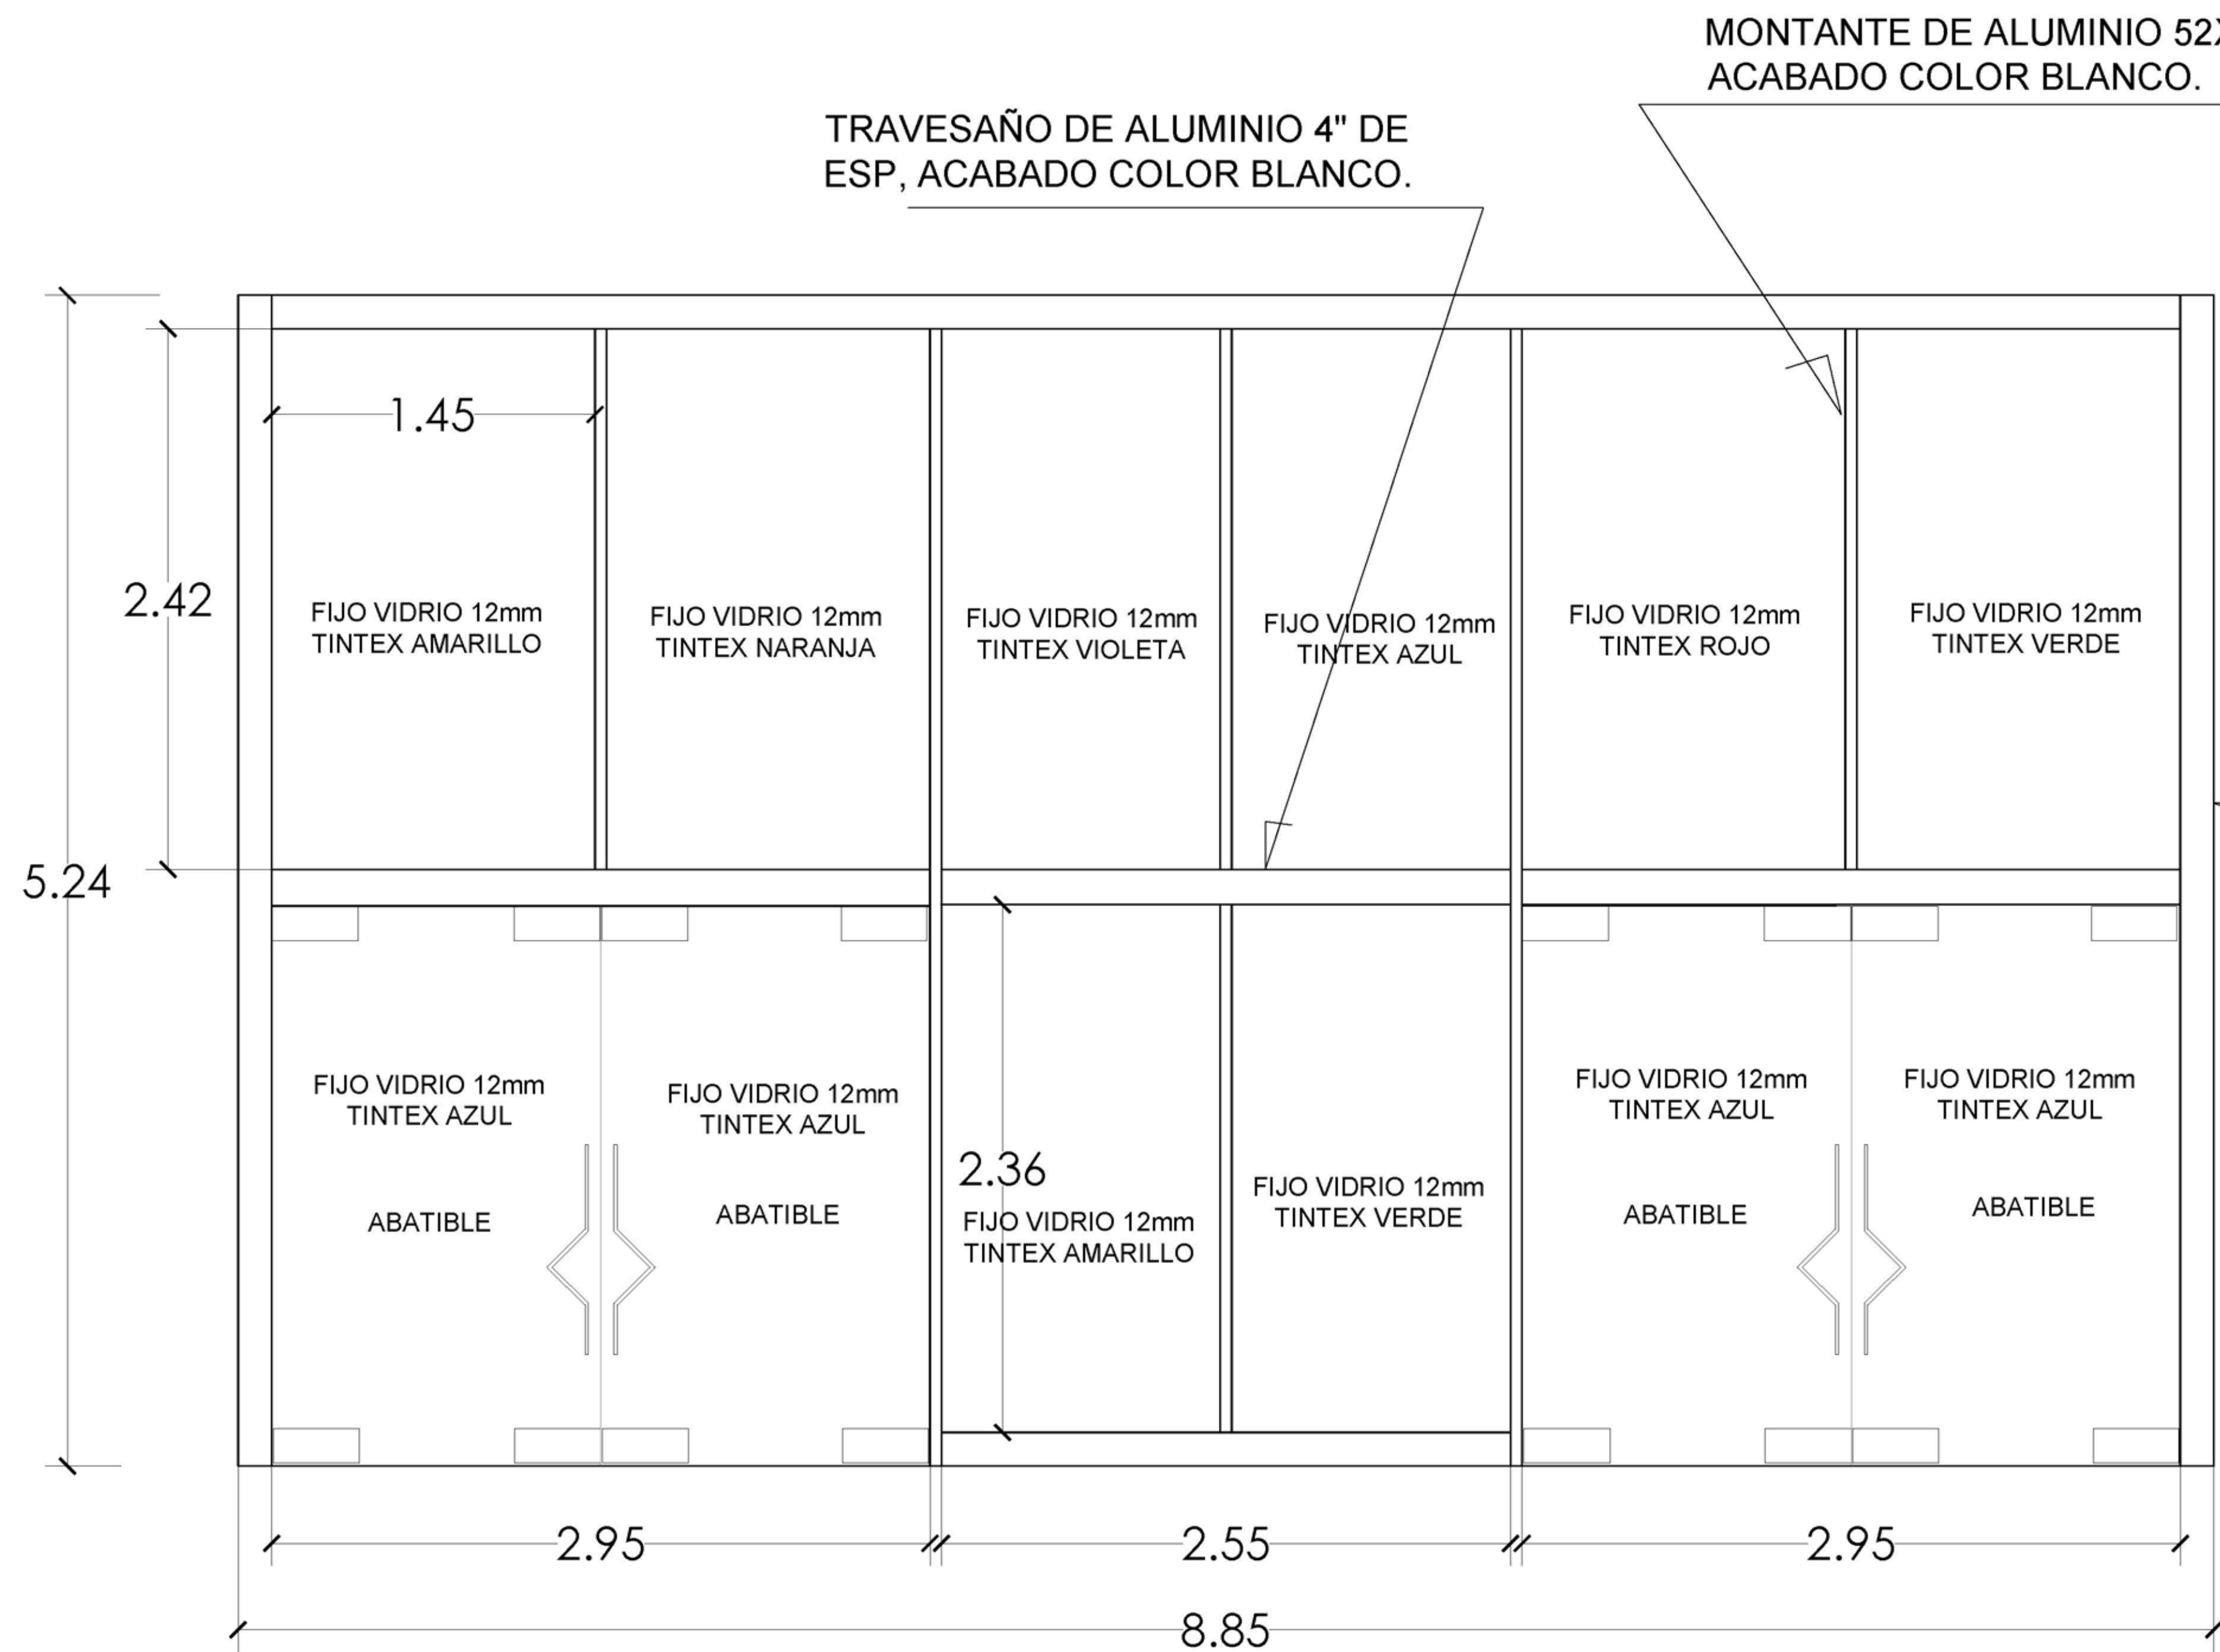 MONTANTE DE ALUMINIO 52X
ACABADO COLOR BLANCO.
TRAVESAÑO DE ALUMINIO 4" DE
ESP, ACABADO COLOR BLANCO.
1.45
2.42
5.24
FIJO VIDRIO 12mm
TINTEX AMARILLO
FIJO VIDRIO 12mm
TINTEX NARANJA
FIJO VIDRIO 12mm
TINTEX VIOLETA
FIJO VIDRIO 12mm
TINTEX AZUL
FIJO VIDRIO 12mm
TINTEX ROJO
FIJO VIDRIO 12mm
TINTEX VERDE
FIJO VIDRIO 12mm
TINTEX AZUL
ABATIBLE
FIJO VIDRIO 12mm
TINTEX AZUL
ABATIBLE
2.36
FIJO VIDRIO 12mm
TINTEX AMARILLO
FIJO VIDRIO 12mm
TINTEX VERDE
FIJO VIDRIO 12mm
TINTEX AZUL
ABATIBLE
FIJO VIDRIO 12mm
TINTEX AZUL
ABATIBLE
2.95
2.55
2.95
8.85